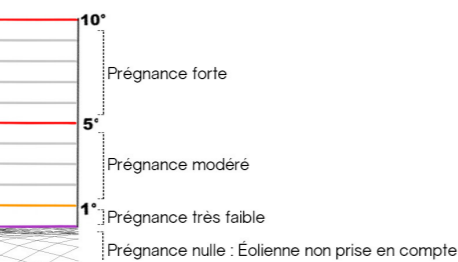 10°
Prégnance forte
5°
Prégnance modéré
1°
Prégnance très faible
Prégnance nulle : Éolienne non prise en compte